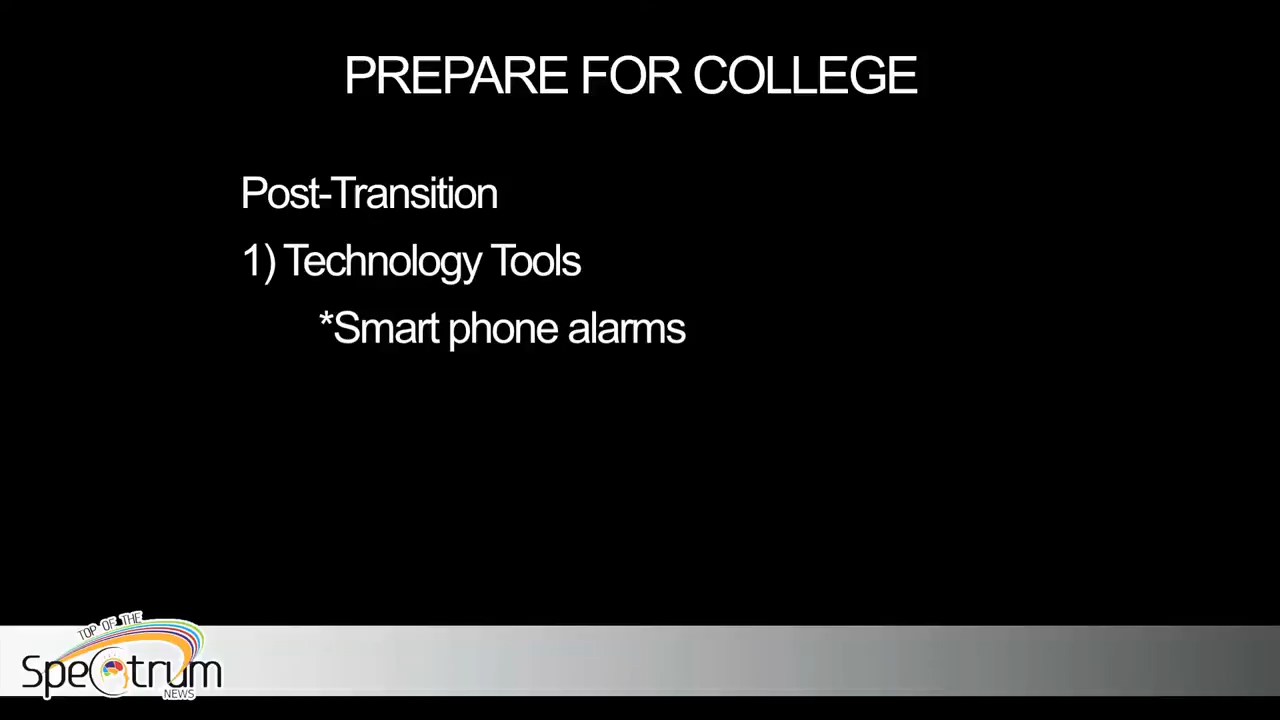 PREPARE FOR COLLEGE
Post-Transition
1) Technology Tools
*Smart phone alarms
TOP OF THE
Spectrum
NEWS